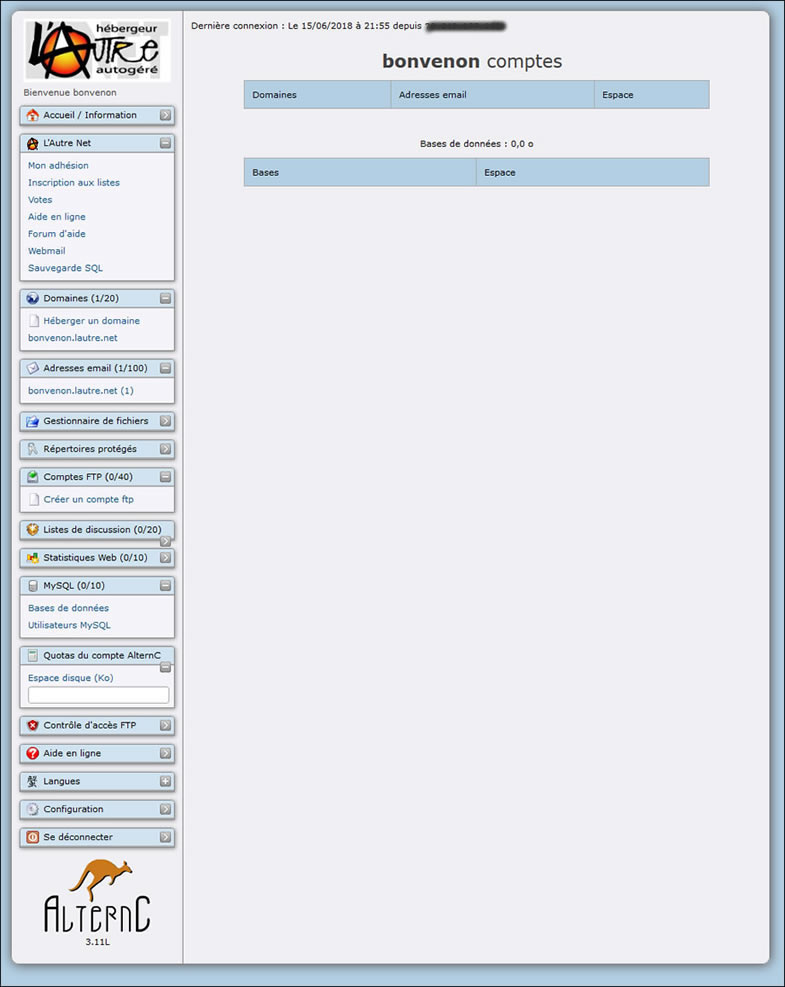 hébergeur
L'AUTRE
autogéré
Bienvenue bonvenon
Accueil / Information
L'Autre Net
Mon adhésion
Inscription aux listes
Votes
Aide en ligne
Forum d'aide
Webmail
Sauvegarde SQL
Domaines (1/20)
Héberger un domaine
bonvenon.lautre.net
Adresses email (1/100)
bonvenon.lautre.net (1)
Gestionnaire de fichiers
Répertoires protégés
Comptes FTP (0/40)
Créer un compte ftp
Listes de discussion (0/20)
Statistiques Web (0/10)
MySQL (0/10)
Bases de données
Utilisateurs MySQL
Quotas du compte AlternC
Espace disque (Ko)
Contrôle d'accès FTP
Aide en ligne
Langues
Configuration
Se déconnecter
ALTERNC
3.11L
Dernière connexion : Le 15/06/2018 à 21:55 depuis
bonvenon comptes
Domaines Adresses email Espace
Bases de données : 0,0 o
Bases Espace